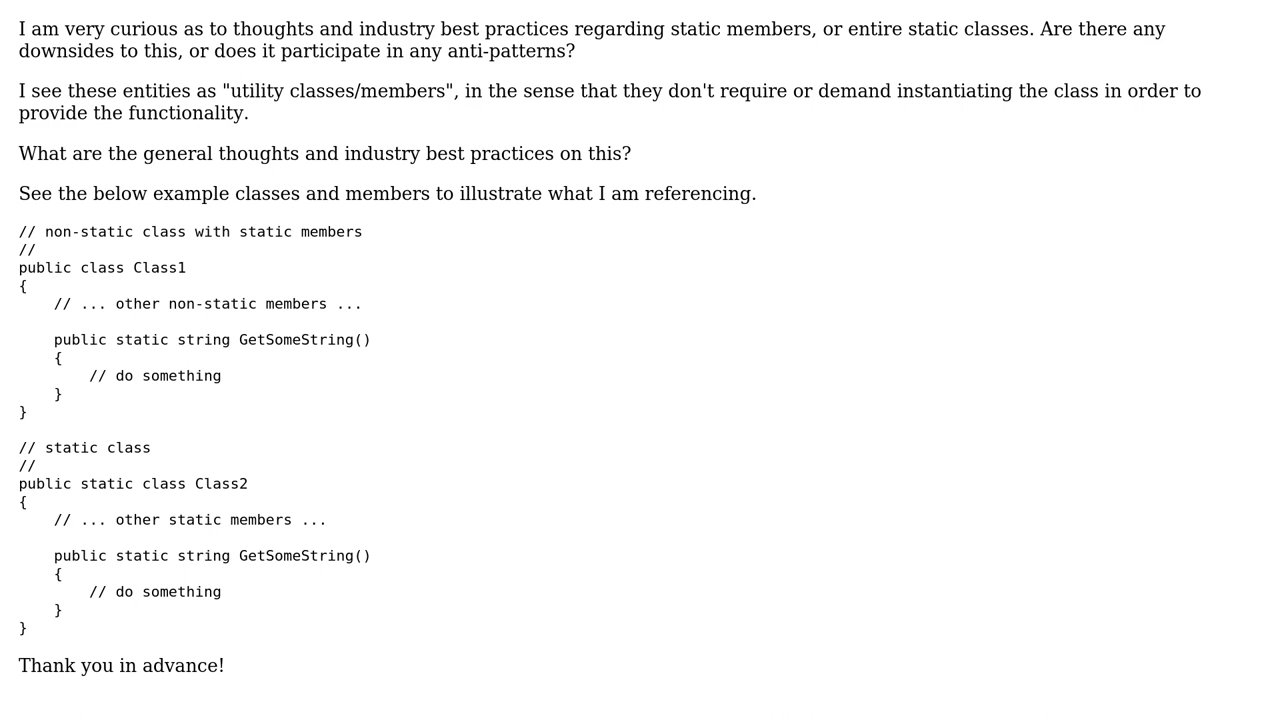 I am very curious as to thoughts and industry best practices regarding static members, or entire static classes. Are there any
downsides to this, or does it participate in any anti-patterns?
I see these entities as "utility classes/members", in the sense that they don't require or demand instantiating the class in order to
provide the functionality.
What are the general thoughts and industry best practices on this?
See the below example classes and members to illustrate what I am referencing.
// non-static class with static members
//
public class Class1
{
    // ... other non-static members ...
    public static string GetSomeString()
    {
        // do something
    }
}
// static class
//
public static class Class2
{
    // ... other static members ...
    public static string GetSomeString()
    {
        // do something
    }
}
Thank you in advance!